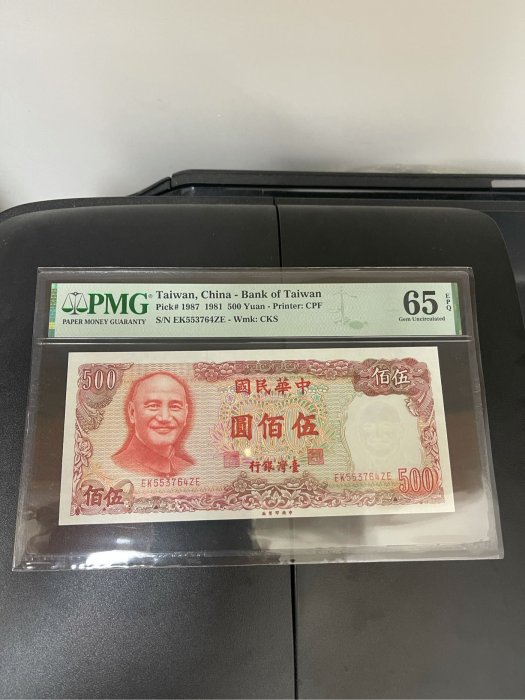 PMG
PAPER MONEY GUARANTY
Taiwan, China - Bank of Taiwan
Pick# 1987 1981 500 Yuan - Printer: CPF
S/N EK553764ZE - Wmk: CKS
65 EPQ
Gem Uncirculated
500
伍佰
國民華中
圓佰伍
行銀灣臺
EK553764ZE
EK553764ZE
佰伍
500